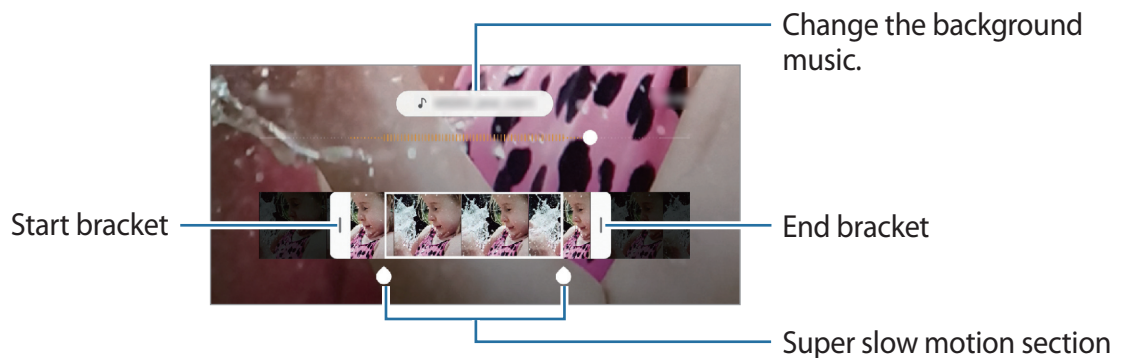 Change the background
music.
Start bracket
End bracket
Super slow motion section